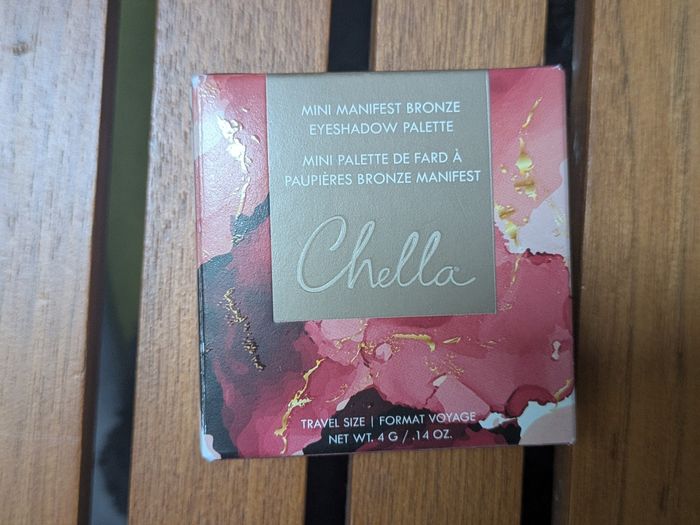 MINI MANIFEST BRONZE
EYESHADOW PALETTE
MINI PALETTE DE FARD À
PAUPIÈRES BRONZE MANIFEST
Chella
TRAVEL SIZE | FORMAT VOYAGE
NET WT. 4 G / .14 OZ.